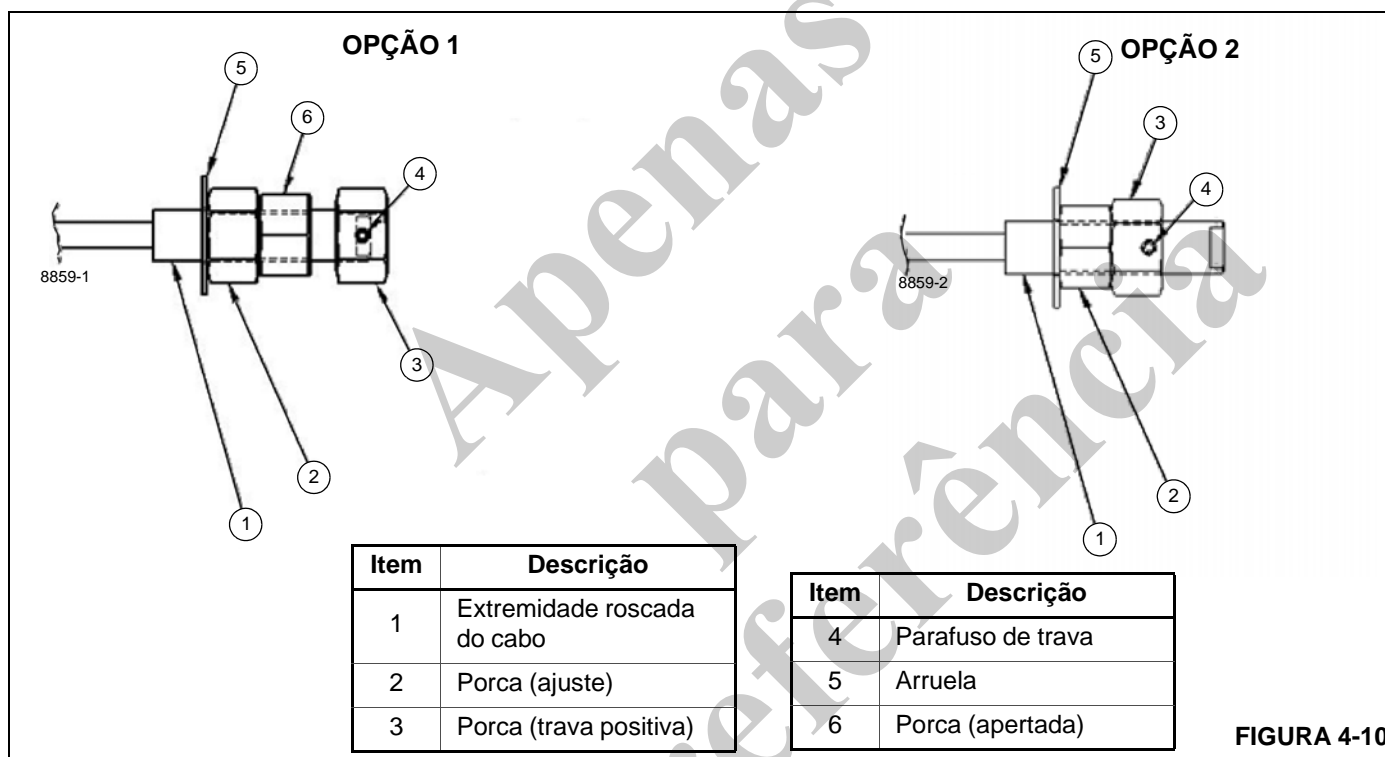 OPÇÃO 1
5
6
4
8859-1
3
2
1
OPÇÃO 2
5
3
4
8859-2
2
1
Item Descrição
1 Extremidade roscada
do cabo
2 Porca (ajuste)
3 Porca (trava positiva)
Item Descrição
4 Parafuso de trava
5 Arruela
6 Porca (apertada)
FIGURA 4-10
Apenas
para
referência